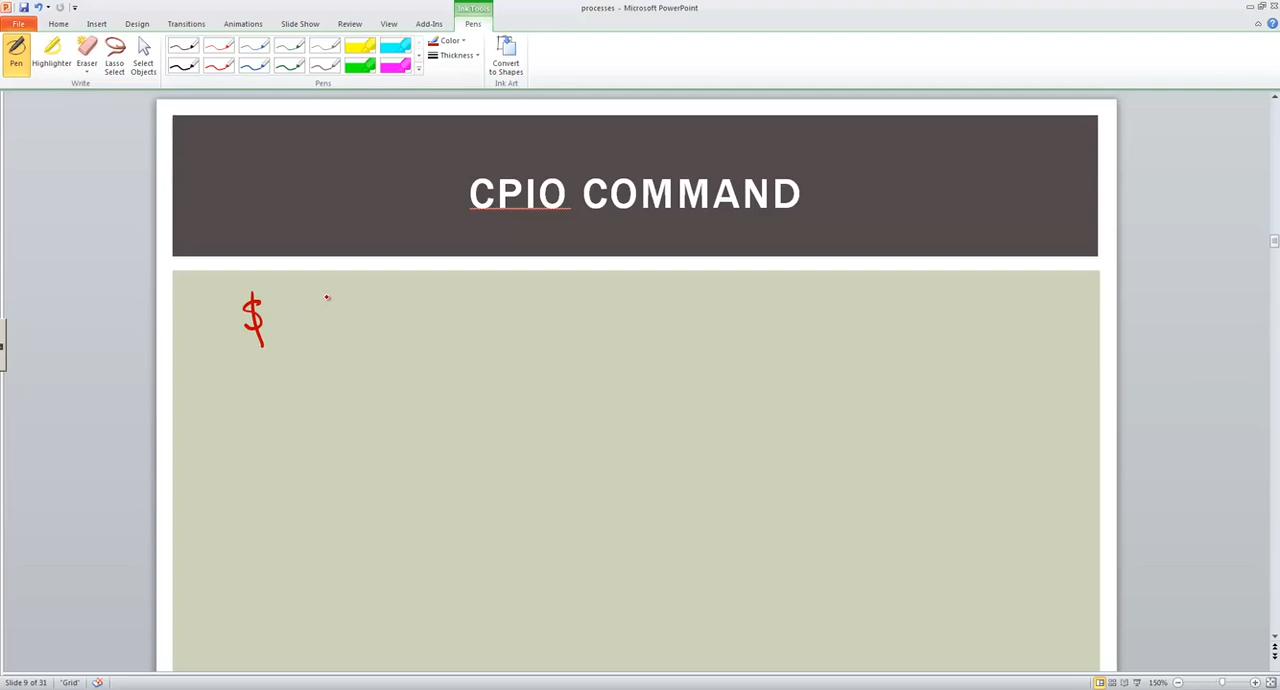 processes - Microsoft PowerPoint
Ink Tools
File Home Insert Design Transitions Animations Slide Show Review View Add-Ins Pens
Pen Highlighter Eraser Lasso Select Select Objects
Color
Thickness
Convert to Shapes
Write Pens Ink Art
CPIO COMMAND
$
Slide 9 of 31 "Grid" 150%